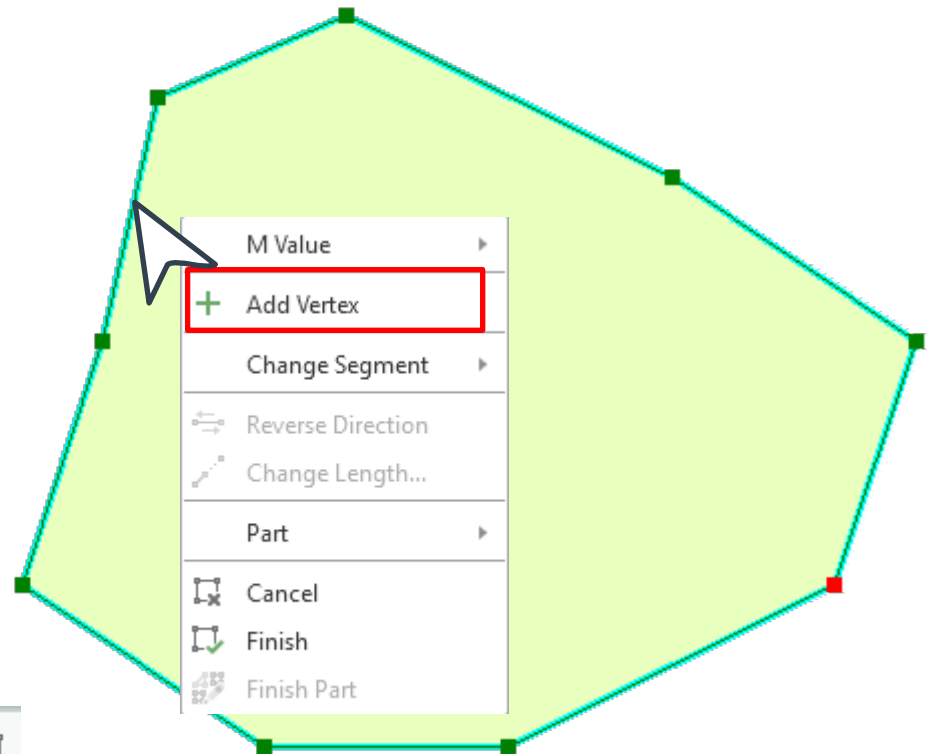 M Value
Add Vertex
Change Segment
Reverse Direction
Change Length...
Part
Cancel
Finish
Finish Part